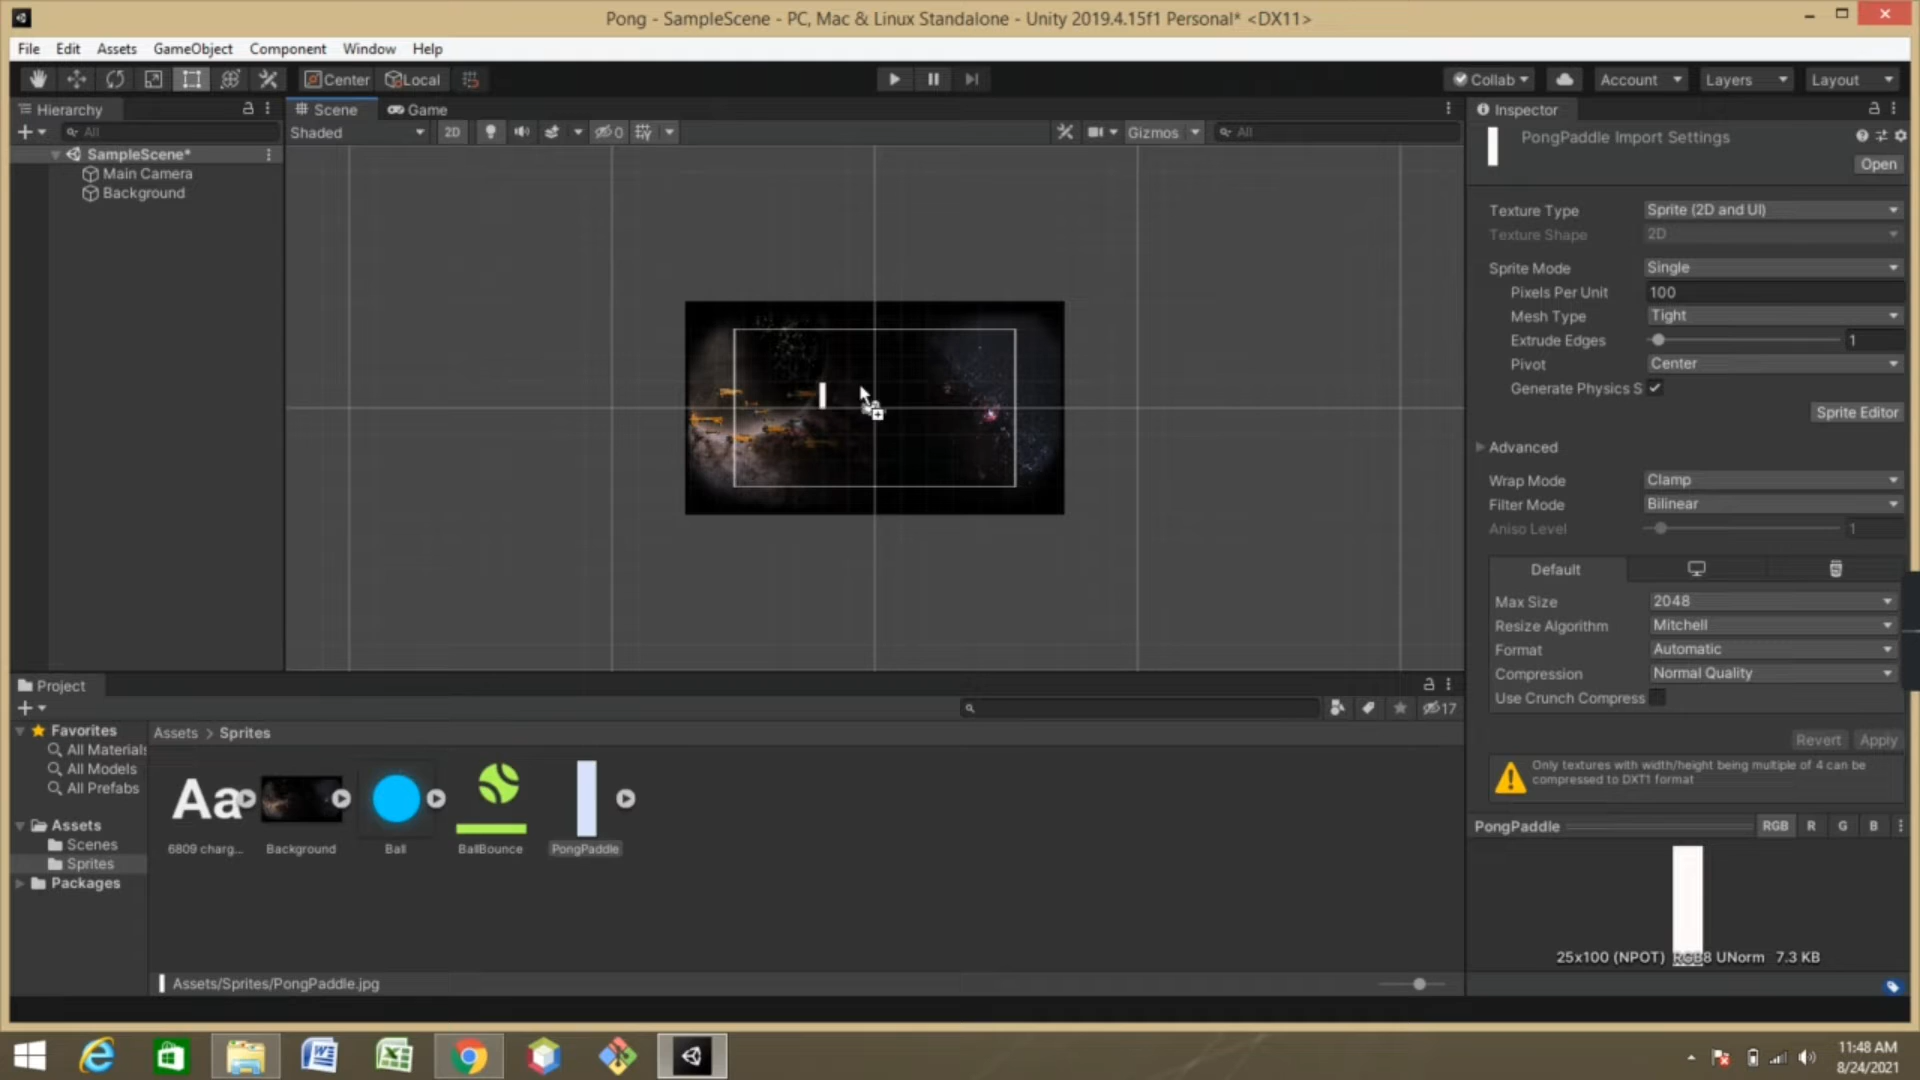 Pong - SampleScene - PC, Mac & Linux Standalone - Unity 2019.4.15f1 Personal* <DX11>
File Edit Assets GameObject Component Window Help
Center Local Collab Account Layers Layout
Hierarchy
All
SampleScene*
Main Camera
Background
Scene Game
Shaded 2D 0 Gizmos All
Inspector
PongPaddle Import Settings
Open
Texture Type Sprite (2D and UI)
Texture Shape 2D
Sprite Mode Single
Pixels Per Unit 100
Mesh Type Tight
Extrude Edges 1
Pivot Center
Generate Physics S
Sprite Editor
Advanced
Wrap Mode Clamp
Filter Mode Bilinear
Aniso Level 1
Default
Max Size 2048
Resize Algorithm Mitchell
Format Automatic
Compression Normal Quality
Use Crunch Compress
Revert Apply
Only textures with width/height being multiple of 4 can be
compressed to DXT1 format
PongPaddle RGB R G B
25x100 (NPOT) RGB8 UNorm 7.3 KB
Project
17
Favorites
All Materials
All Models
All Prefabs
Assets
Scenes
Sprites
Packages
Assets > Sprites
Aa
6809 charg...
Background
Ball
BallBounce
PongPaddle
Assets/Sprites/PongPaddle.jpg
11:48 AM
8/24/2021